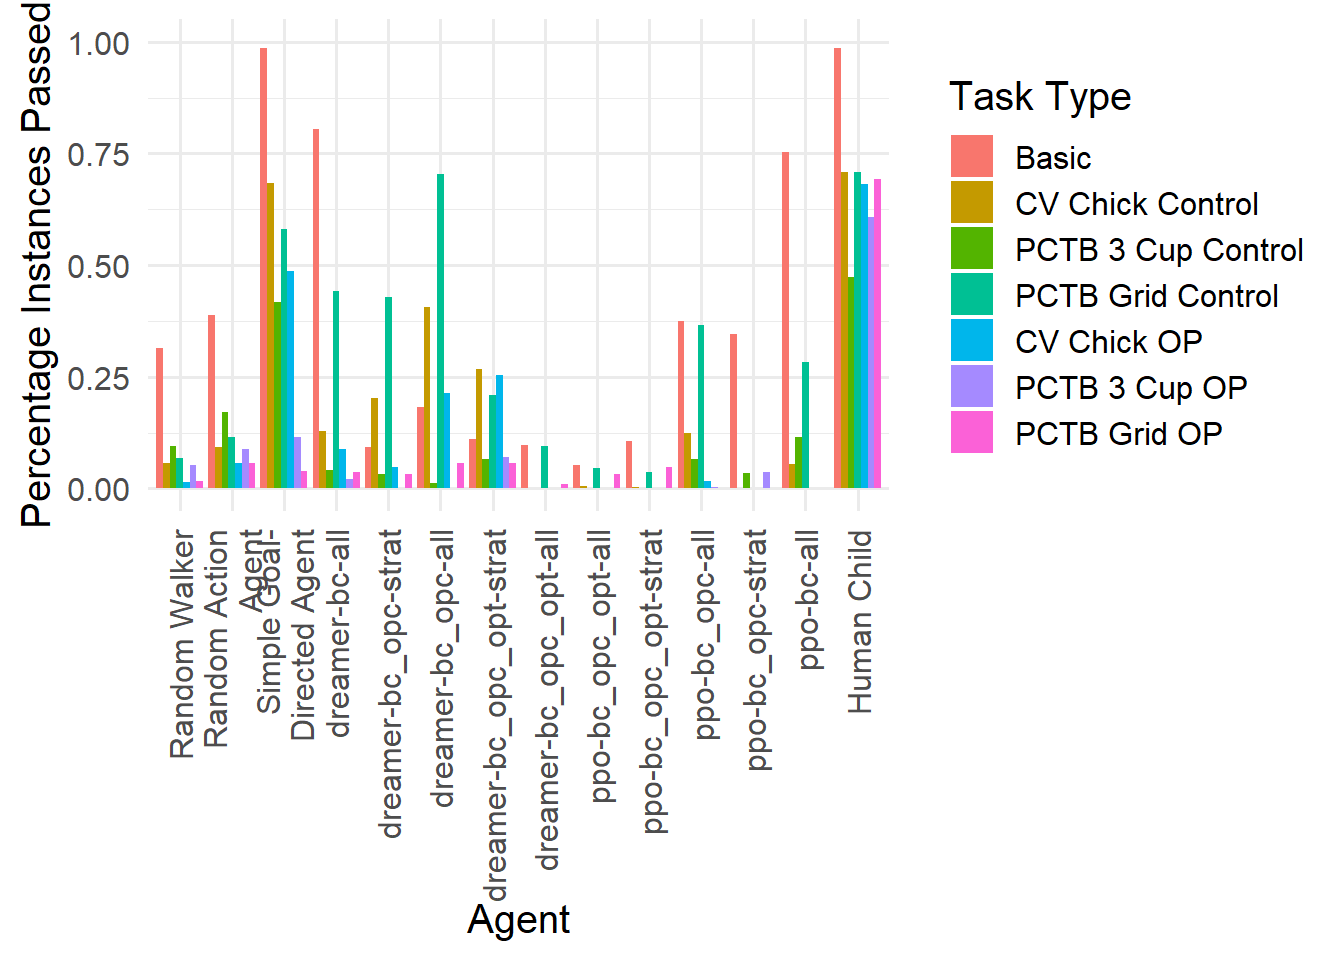 Percentage Instances Passed
1.00
0.75
0.50
0.25
0.00
Random Walker
Random Action
Agent
Simple Goal-
Directed Agent
dreamer-bc-all
dreamer-bc_opc-strat
dreamer-bc_opc-all
dreamer-bc_opc_opt-strat
dreamer-bc_opc_opt-all
ppo-bc_opc_opt-all
ppo-bc_opc_opt-strat
ppo-bc_opc-all
ppo-bc_opc-strat
ppo-bc-all
Human Child
Agent
Task Type
Basic
CV Chick Control
PCTB 3 Cup Control
PCTB Grid Control
CV Chick OP
PCTB 3 Cup OP
PCTB Grid OP